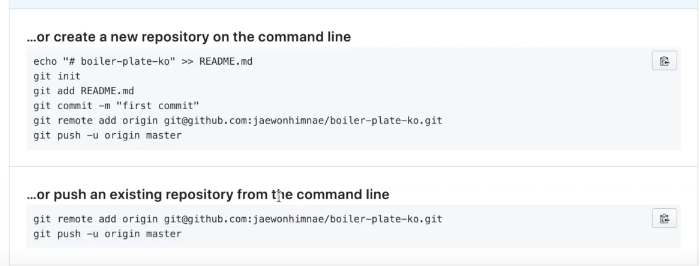 ...or create a new repository on the command line
echo "# boiler-plate-ko" >> README.md
git init
git add README.md
git commit -m "first commit"
git remote add origin git@github.com:jaewonhimnae/boiler-plate-ko.git
git push -u origin master
...or push an existing repository from the command line
git remote add origin git@github.com:jaewonhimnae/boiler-plate-ko.git
git push -u origin master